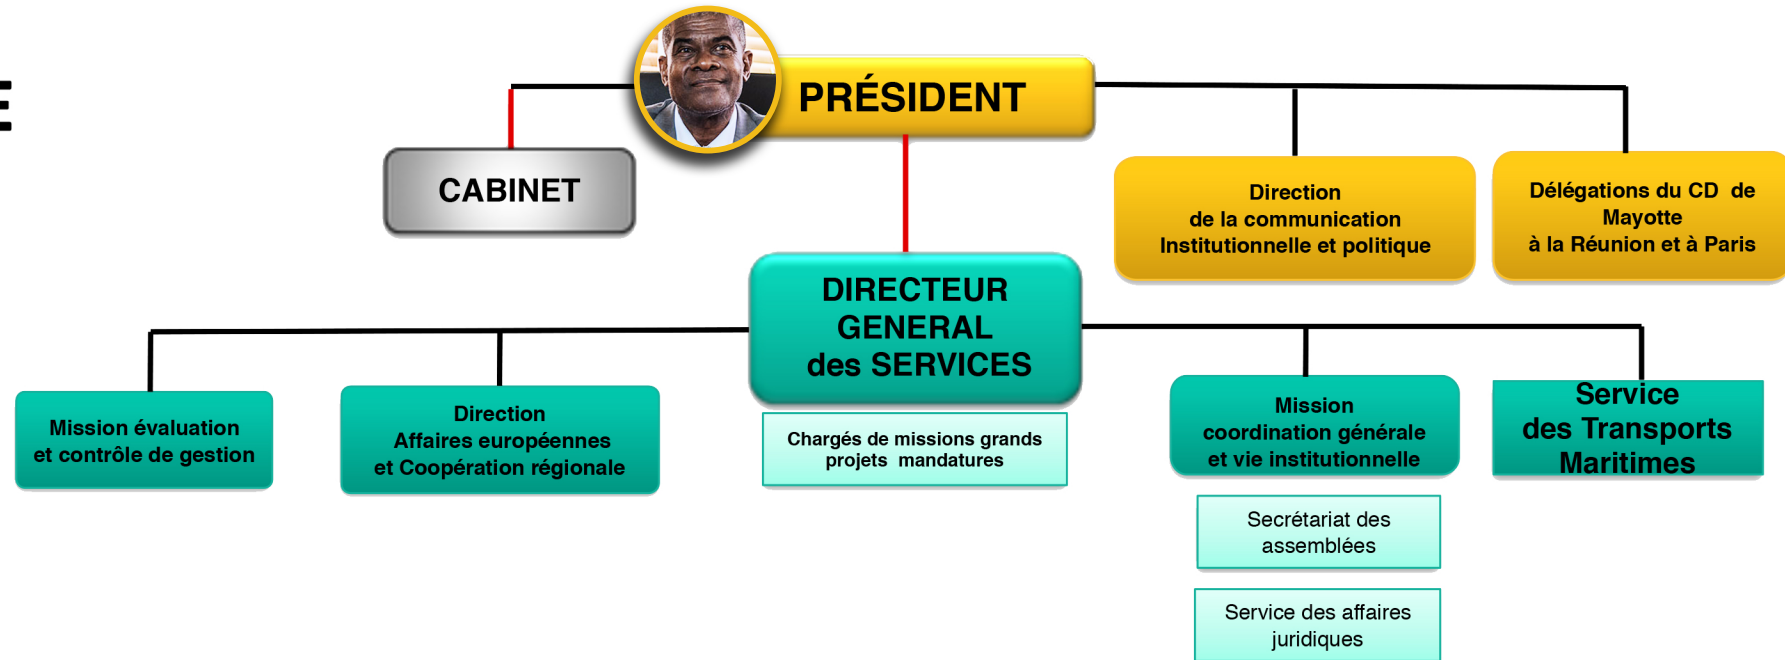 E
PRÉSIDENT
CABINET
Direction
de la communication
Institutionnelle et politique
Délégations du CD  de
Mayotte
à la Réunion et à Paris
DIRECTEUR
GENERAL
des SERVICES
Mission évaluation
et contrôle de gestion
Direction
Affaires européennes
et Coopération régionale
Chargés de missions grands
projets  mandatures
Mission
coordination générale
et vie institutionnelle
Service
des Transports
Maritimes
Secrétariat des
assemblées
Service des affaires
juridiques